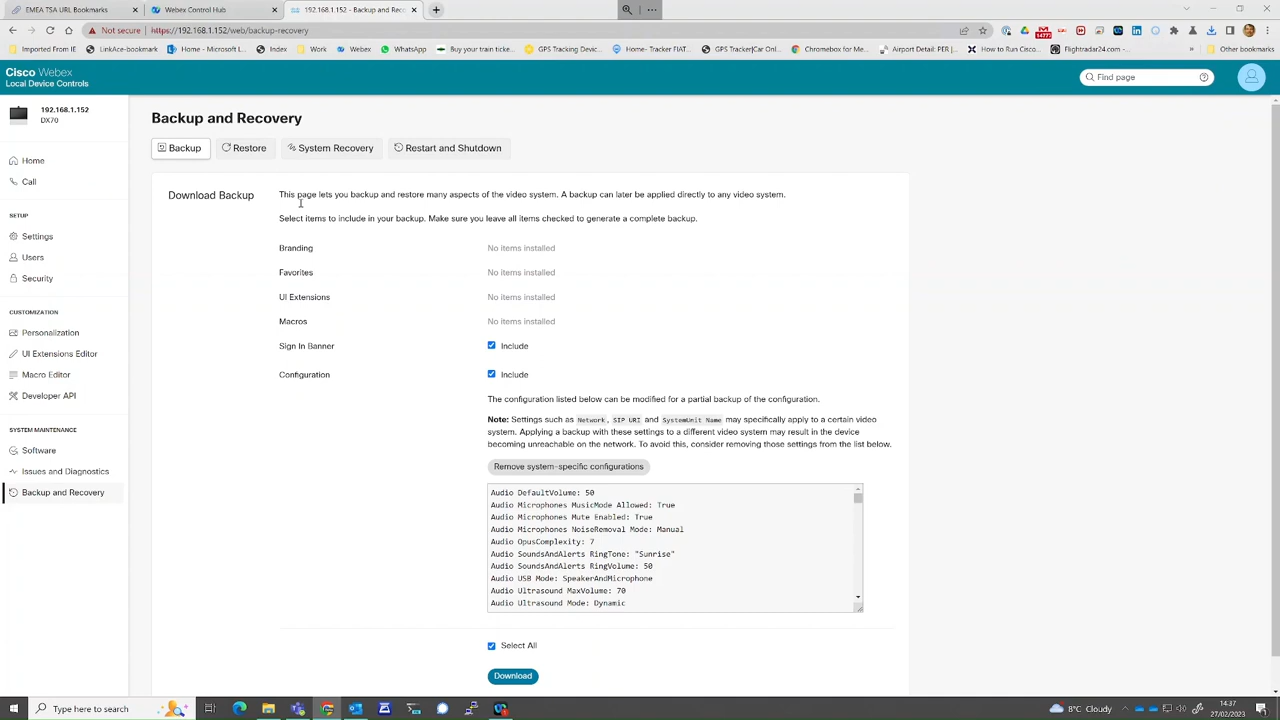 EMEA TSA URL Bookmarks
Webex Control Hub
192.168.1.152 - Backup and Reco
Not secure
https://192.168.1.152/web/backup-recovery
Imported From IE
LinkAce-bookmark
Home - Microsoft L...
Index
Work
Webex
WhatsApp
Buy your train ticke...
GPS Tracking Devic...
Home- Tracker FIAT...
GPS Tracker|Car Onl...
Chromebox for Me...
Airport Detail: PER |...
How to Run Cisco...
Flightradar24.com -...
Other bookmarks
Cisco Webex
Local Device Controls
Find page
192.168.1.152
DX70
Home
Call
SETUP
Settings
Users
Security
CUSTOMIZATION
Personalization
UI Extensions Editor
Macro Editor
Developer API
SYSTEM MAINTENANCE
Software
Issues and Diagnostics
Backup and Recovery
Backup and Recovery
Backup
Restore
System Recovery
Restart and Shutdown
Download Backup
This page lets you backup and restore many aspects of the video system. A backup can later be applied directly to any video system.
Select items to include in your backup. Make sure you leave all items checked to generate a complete backup.
Branding No items installed
Favorites No items installed
UI Extensions No items installed
Macros No items installed
Sign In Banner Include
Configuration Include
The configuration listed below can be modified for a partial backup of the configuration.
Note: Settings such as Network, SIP URI and SystemUnit Name may specifically apply to a certain video
system. Applying a backup with these settings to a different video system may result in the device
becoming unreachable on the network. To avoid this, consider removing those settings from the list below.
Remove system-specific configurations
Audio DefaultVolume: 50
Audio Microphones MusicMode Allowed: True
Audio Microphones Mute Enabled: True
Audio Microphones NoiseRemoval Mode: Manual
Audio OpusComplexity: 7
Audio SoundsAndAlerts RingTone: "Sunrise"
Audio SoundsAndAlerts RingVolume: 50
Audio USB Mode: SpeakerAndMicrophone
Audio Ultrasound MaxVolume: 70
Audio Ultrasound Mode: Dynamic
Select All
Download
Type here to search
8°C Cloudy
14:37
27/02/2023